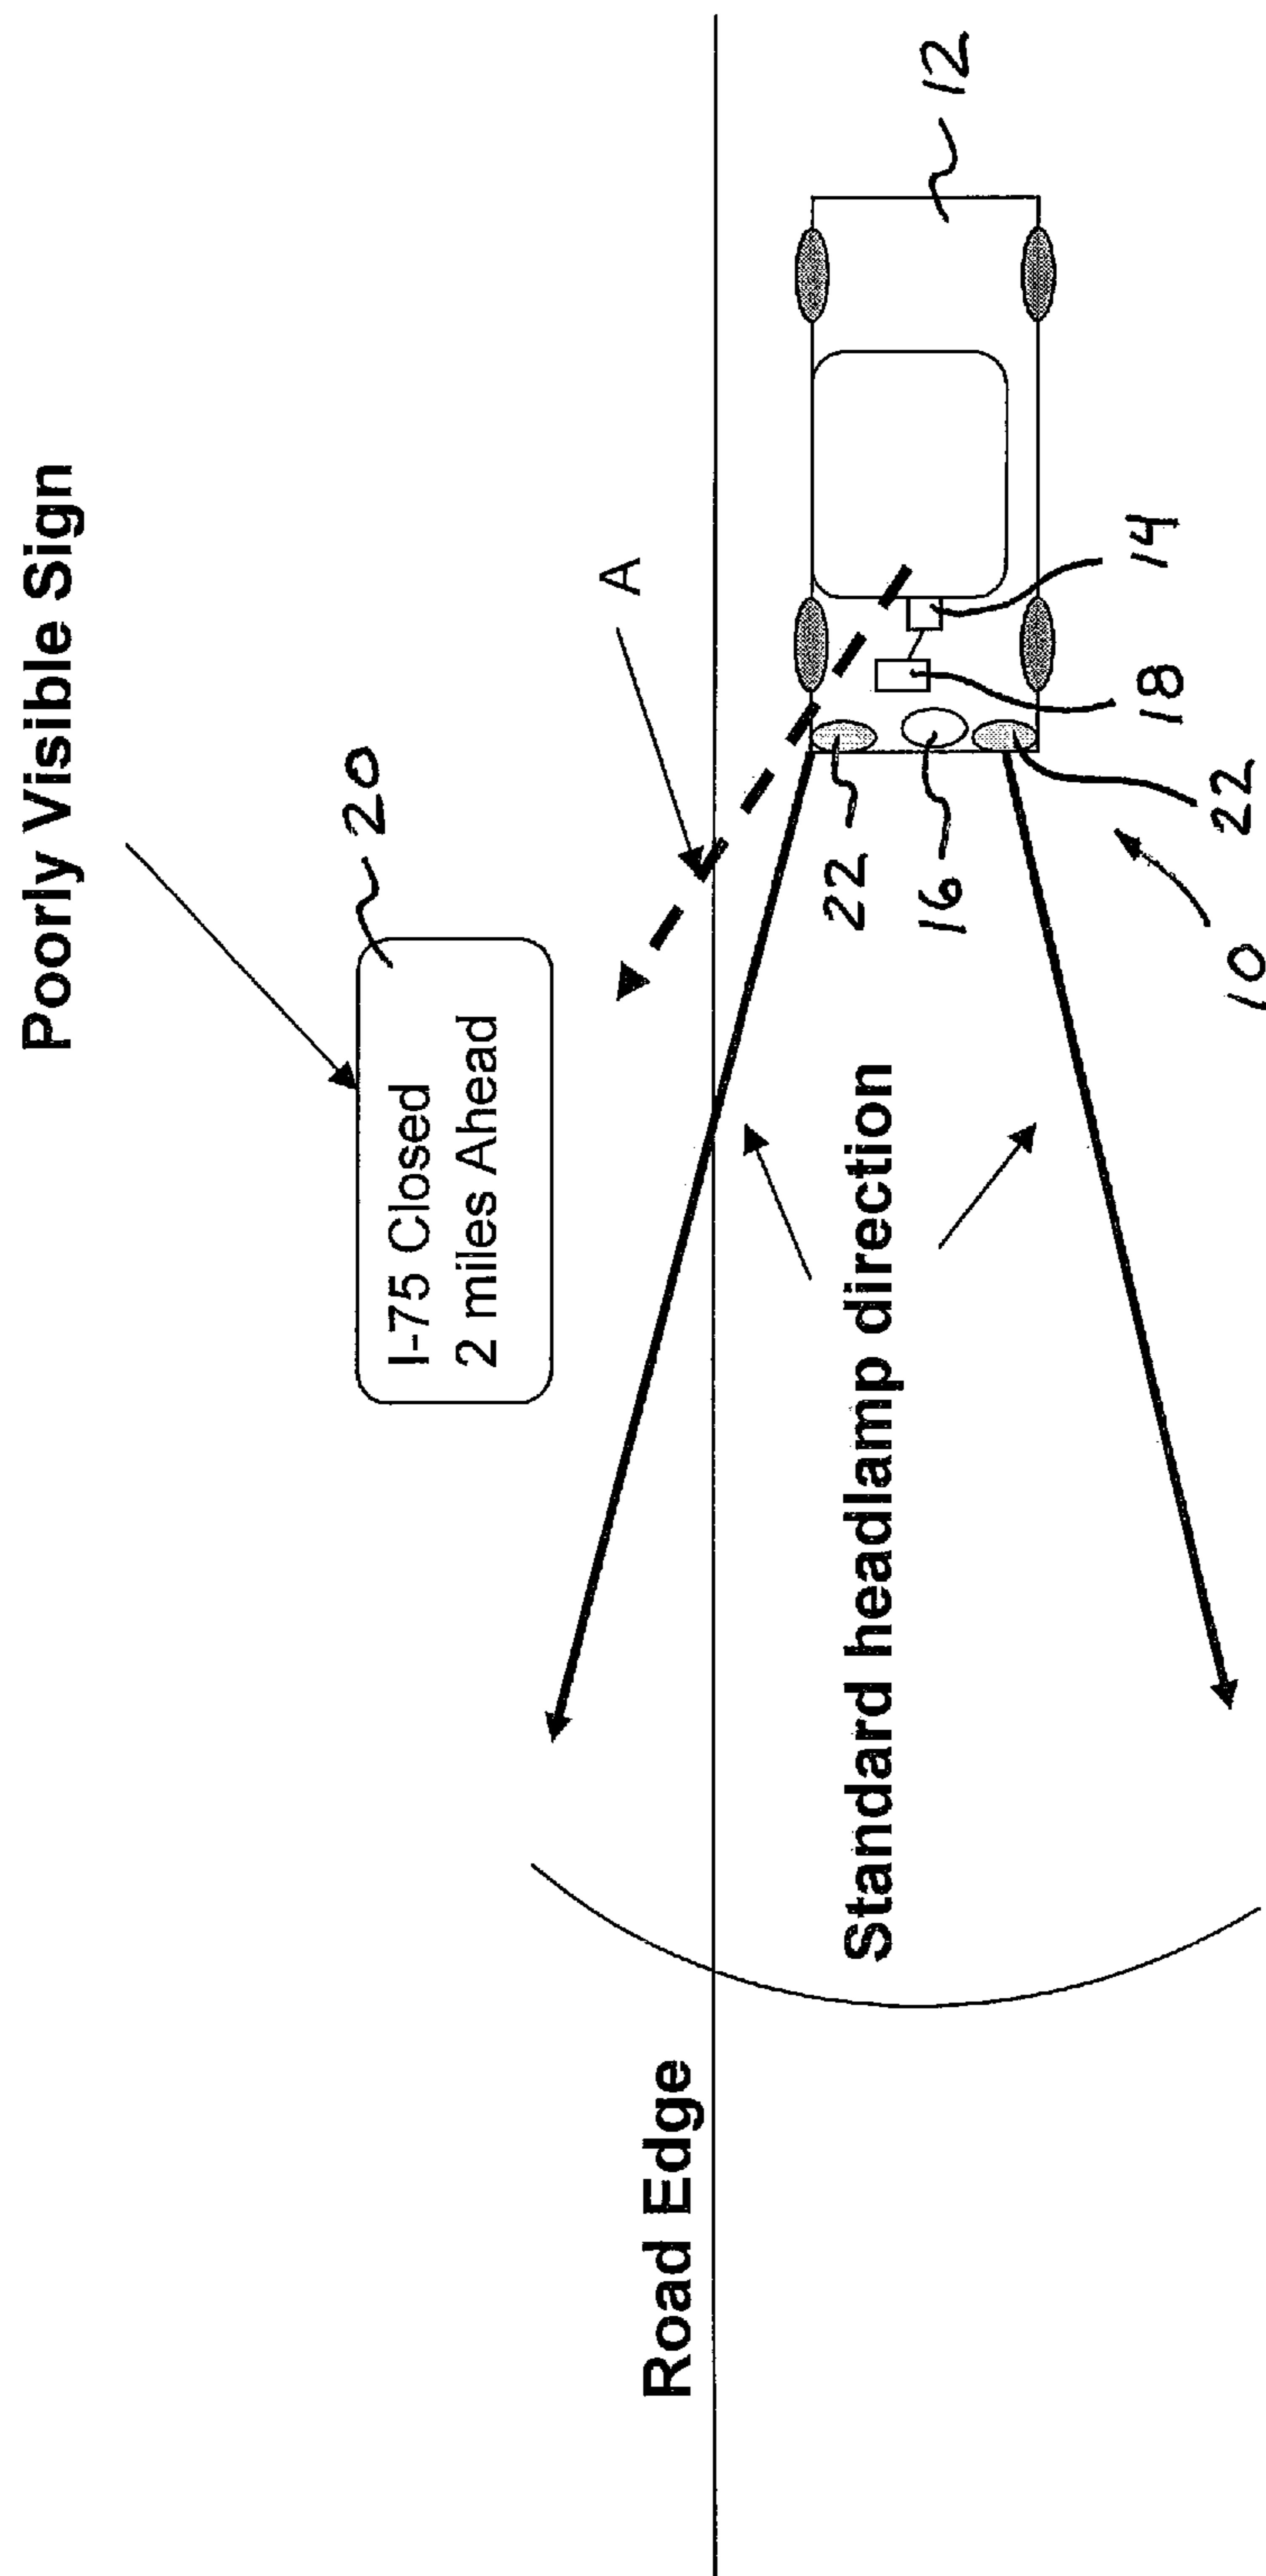 Poorly Visible Sign
20
I-75 Closed
2 miles Ahead
A
Road Edge
Standard headlamp direction
22
16
10
22
18
14
12